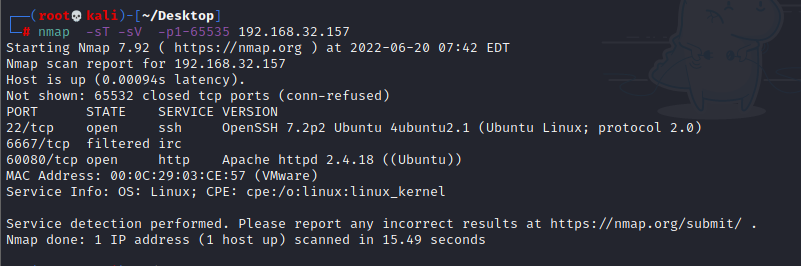 ┌──(root💀kali)-[~/Desktop]
└─# nmap  -sT -sV  -p1-65535 192.168.32.157
Starting Nmap 7.92 ( https://nmap.org ) at 2022-06-20 07:42 EDT
Nmap scan report for 192.168.32.157
Host is up (0.00094s latency).
Not shown: 65532 closed tcp ports (conn-refused)
PORT      STATE    SERVICE VERSION
22/tcp    open     ssh     OpenSSH 7.2p2 Ubuntu 4ubuntu2.1 (Ubuntu Linux; protocol 2.0)
6667/tcp  filtered irc
60080/tcp open     http    Apache httpd 2.4.18 ((Ubuntu))
MAC Address: 00:0C:29:03:CE:57 (VMware)
Service Info: OS: Linux; CPE: cpe:/o:linux:linux_kernel

Service detection performed. Please report any incorrect results at https://nmap.org/submit/ .
Nmap done: 1 IP address (1 host up) scanned in 15.49 seconds